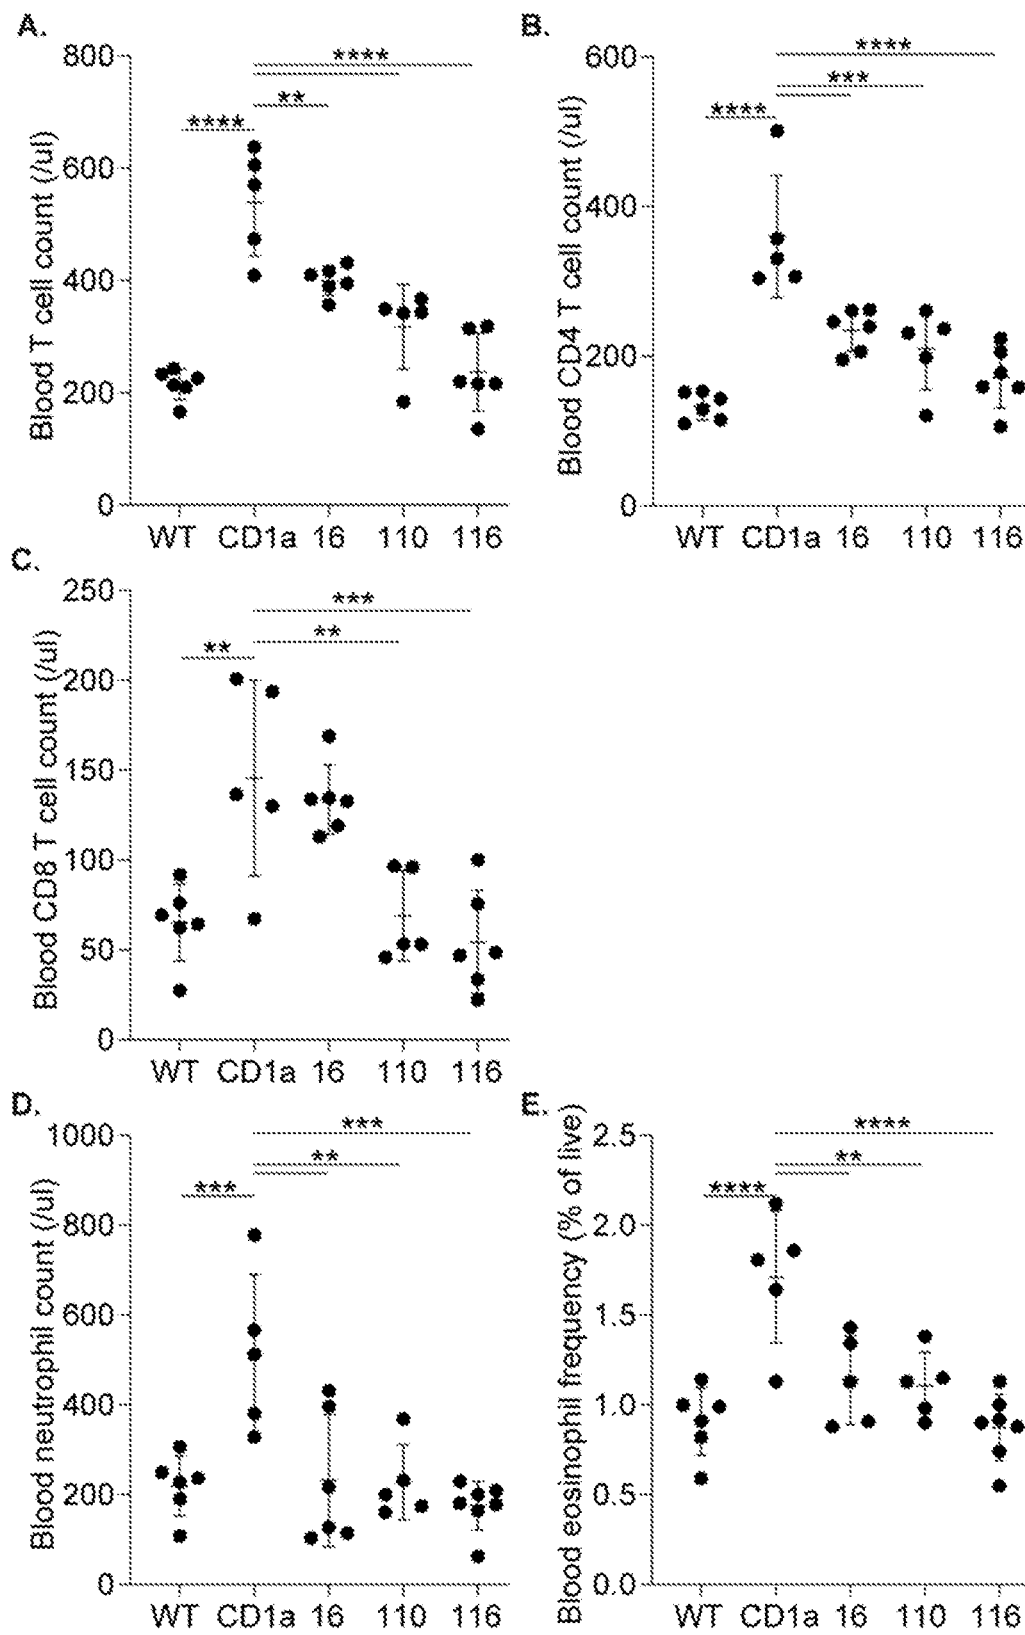 A.
Blood T cell count (/ul)
800
600
400
200
0
****
**
****
WT CD1a 16 110 116
B.
Blood CD4 T cell count (/ul)
600
400
200
0
****
***
****
WT CD1a 16 110 116
C.
Blood CD8 T cell count (/ul)
250
200
150
100
50
0
***
**
**
WT CD1a 16 110 116
D.
Blood neutrophil count (/ul)
1000
800
600
400
200
0
***
**
***
WT CD1a 16 110 116
E.
Blood eosinophil frequency (% of live)
2.5
2.0
1.5
1.0
0.5
0.0
****
**
****
WT CD1a 16 110 116